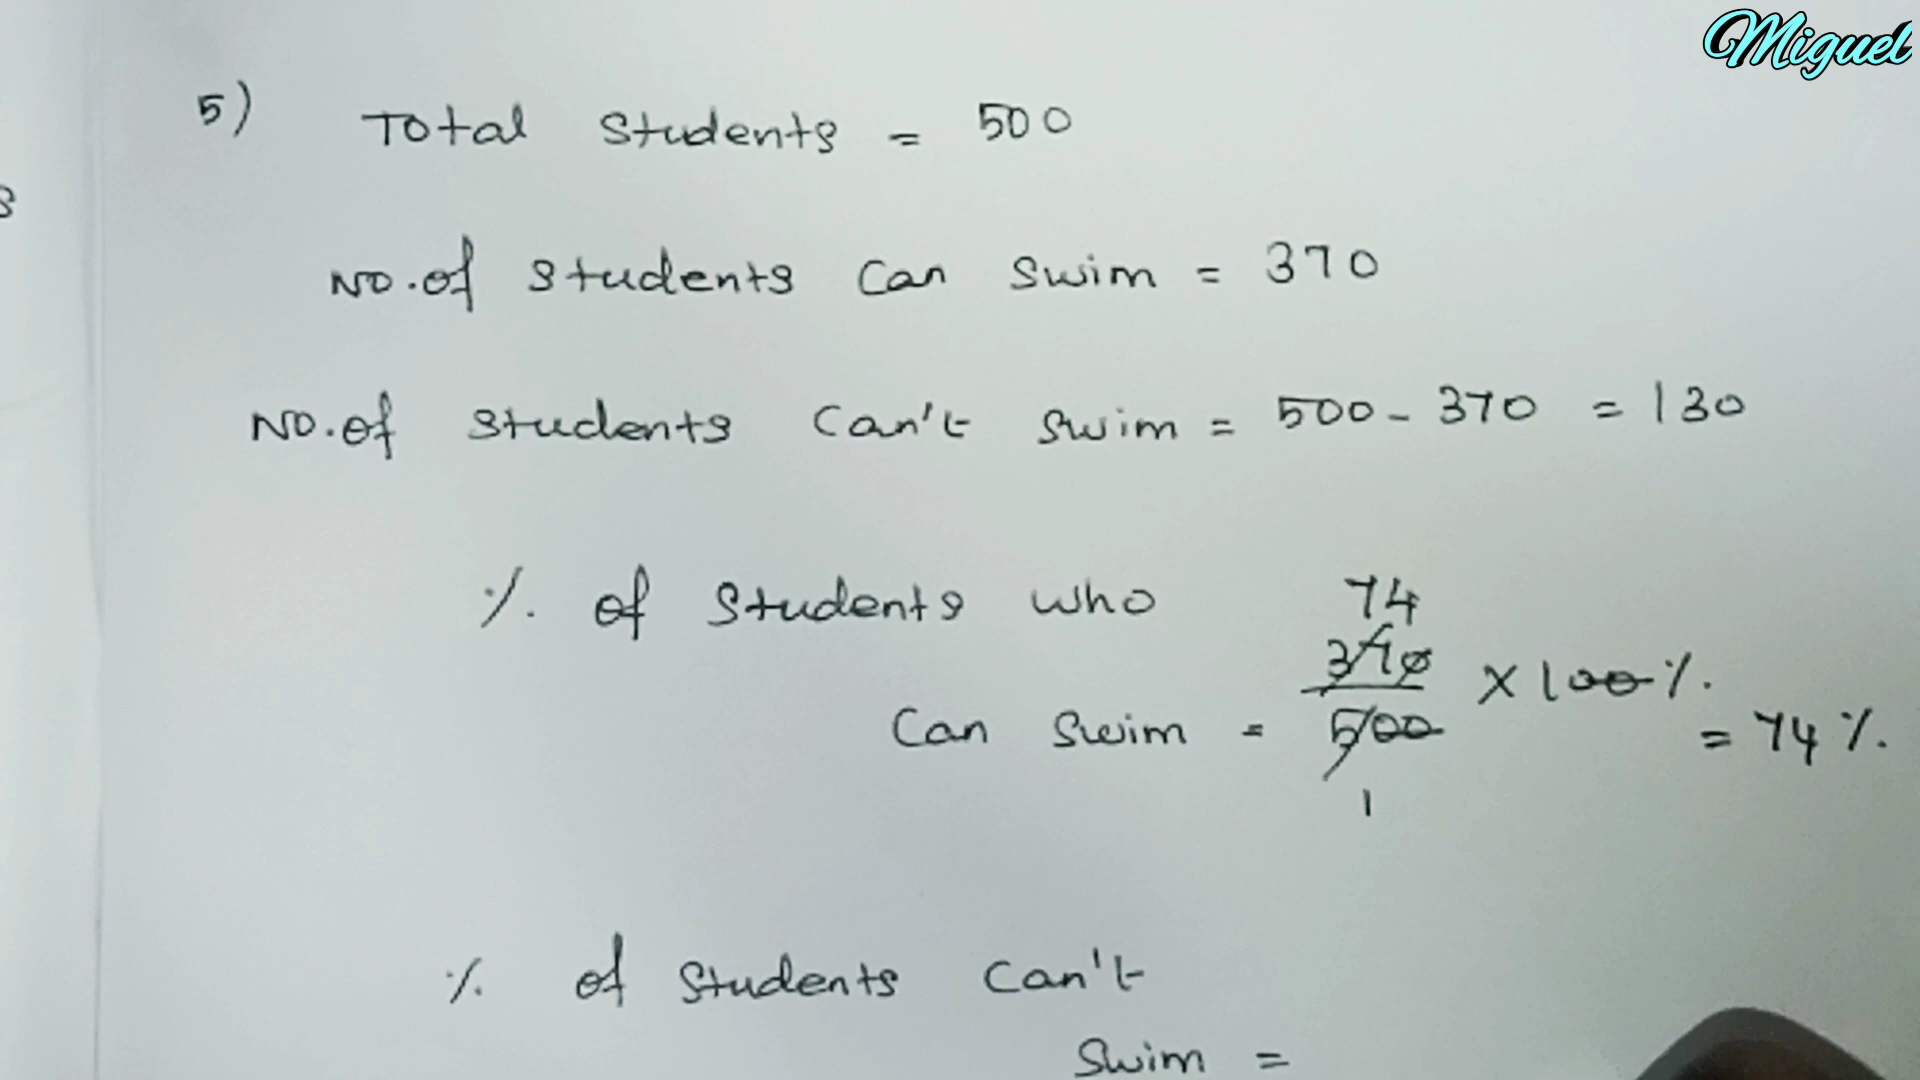 Miguel
5) Total students = 500
s
No. of students can swim = 370
No. of students can't swim = 500 - 370 = 130
% of students who
74
370
× 100%.
can swim = 500 = 74%.
1
% of students can't
swim =